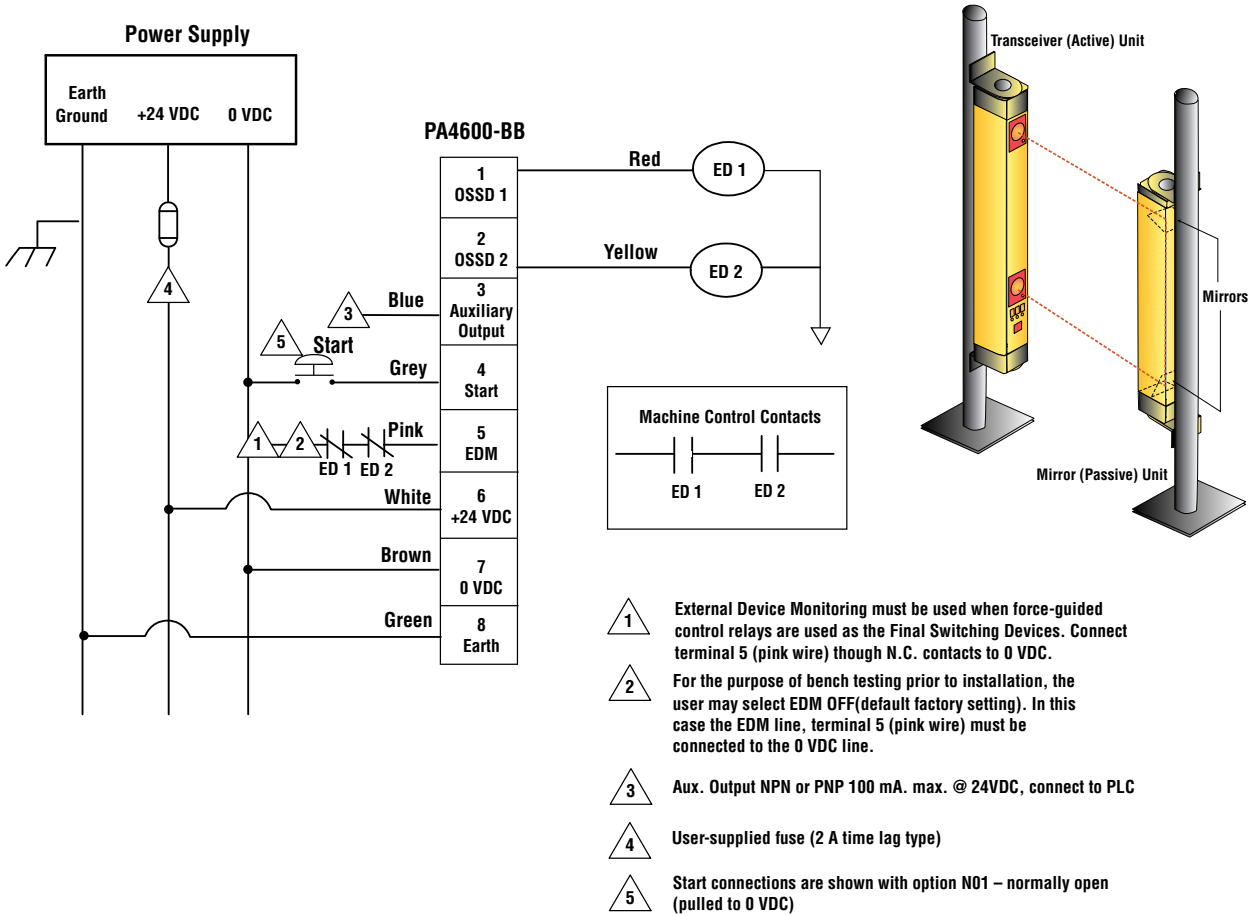 Power Supply
Earth
Ground
+24 VDC
0 VDC
4
PA4600-BB
1
OSSD 1
2
OSSD 2
3
Auxiliary
Output
4
Start
5
EDM
6
+24 VDC
7
0 VDC
8
Earth
Red
ED 1
Yellow
ED 2
3
Blue
5
Start
Grey
1
2
Pink
ED 1
ED 2
White
Brown
Green
Machine Control Contacts
ED 1
ED 2
Transceiver (Active) Unit
Mirrors
Mirror (Passive) Unit
1
External Device Monitoring must be used when force-guided
control relays are used as the Final Switching Devices. Connect
terminal 5 (pink wire) though N.C. contacts to 0 VDC.
2
For the purpose of bench testing prior to installation, the
user may select EDM OFF(default factory setting). In this
case the EDM line, terminal 5 (pink wire) must be
connected to the 0 VDC line.
3
Aux. Output NPN or PNP 100 mA. max. @ 24VDC, connect to PLC
4
User-supplied fuse (2 A time lag type)
5
Start connections are shown with option N01 – normally open
(pulled to 0 VDC)